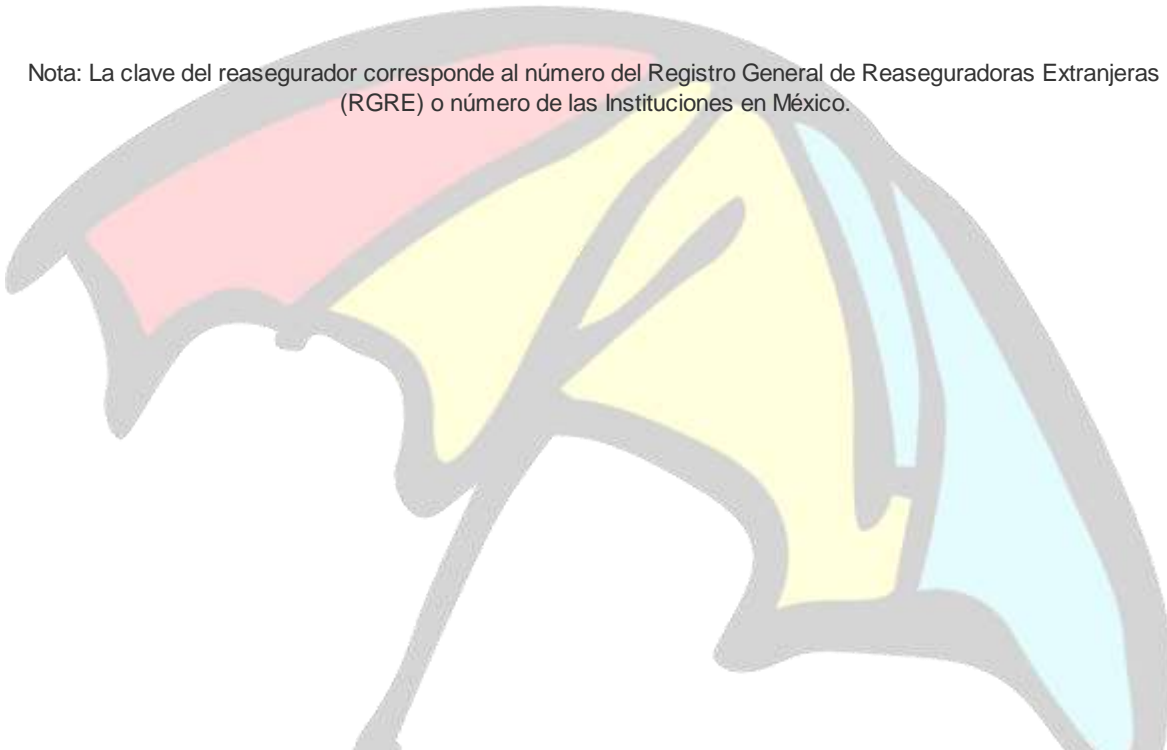 Nota: La clave del reasegurador corresponde al número del Registro General de Reaseguradoras Extranjeras
(RGRE) o número de las Instituciones en México.